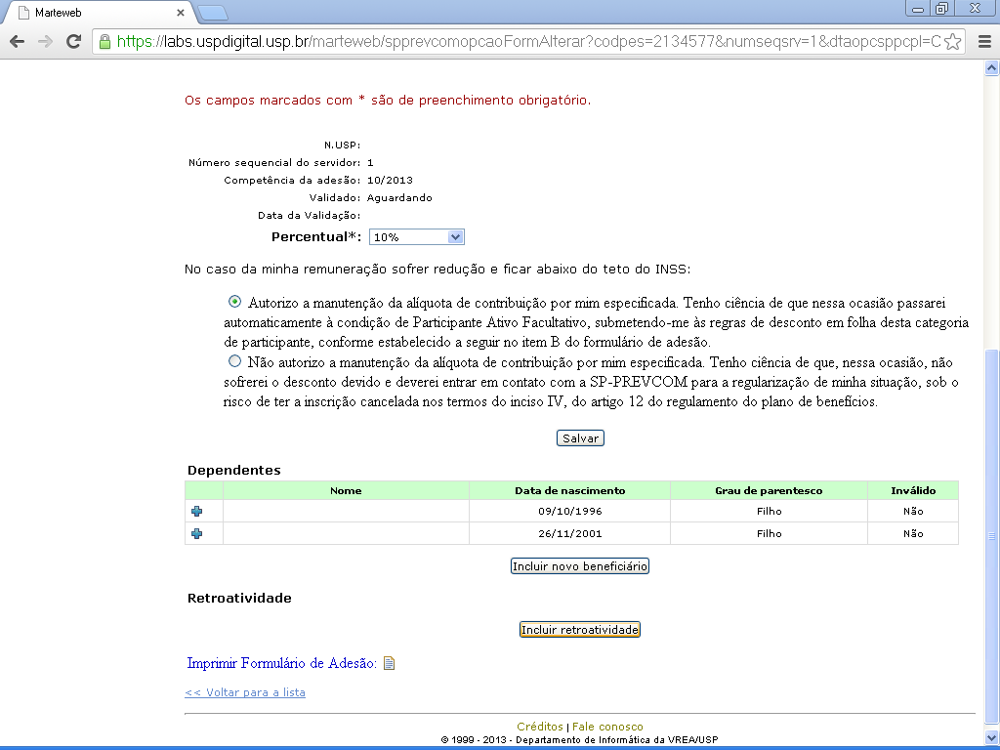 Marteweb
https://labs.uspdigital.usp.br/marteweb/spprevcomopcaoFormAlterar?codpes=2134577&numseqsrv=1&dtaopcsppcpl=C
Os campos marcados com * são de preenchimento obrigatório.
N.USP:
Número sequencial do servidor: 1
Competência da adesão: 10/2013
Validado: Aguardando
Data da Validação:
Percentual*: 10%
No caso da minha remuneração sofrer redução e ficar abaixo do teto do INSS:
Autorizo a manutenção da alíquota de contribuição por mim especificada. Tenho ciência de que nessa ocasião passarei
automaticamente à condição de Participante Ativo Facultativo, submetendo-me às regras de desconto em folha desta categoria
de participante, conforme estabelecido a seguir no item B do formulário de adesão.
Não autorizo a manutenção da alíquota de contribuição por mim especificada. Tenho ciência de que, nessa ocasião, não
sofrerei o desconto devido e deverei entrar em contato com a SP-PREVCOM para a regularização de minha situação, sob o
risco de ter a inscrição cancelada nos termos do inciso IV, do artigo 12 do regulamento do plano de benefícios.
Salvar
Dependentes
Nome Data de nascimento Grau de parentesco Inválido
09/10/1996 Filho Não
26/11/2001 Filho Não
Incluir novo beneficiário
Retroatividade
Incluir retroatividade
Imprimir Formulário de Adesão:
<< Voltar para a lista
Créditos | Fale conosco
© 1999 - 2013 - Departamento de Informática da VREA/USP